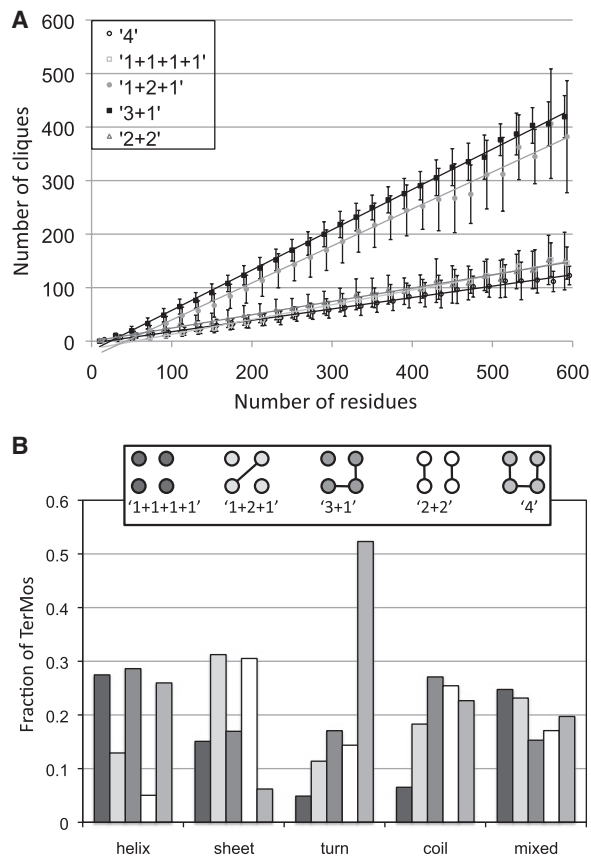 A
600
500
400
300
200
100
0
Number of cliques
'4'
'1+1+1+1'
'1+2+1'
'3+1'
'2+2'
0 100 200 300 400 500 600
Number of residues
B
'1+1+1+1' '1+2+1' '3+1' '2+2' '4'
0.6
0.5
0.4
0.3
0.2
0.1
0
Fraction of TerMos
helix sheet turn coil mixed